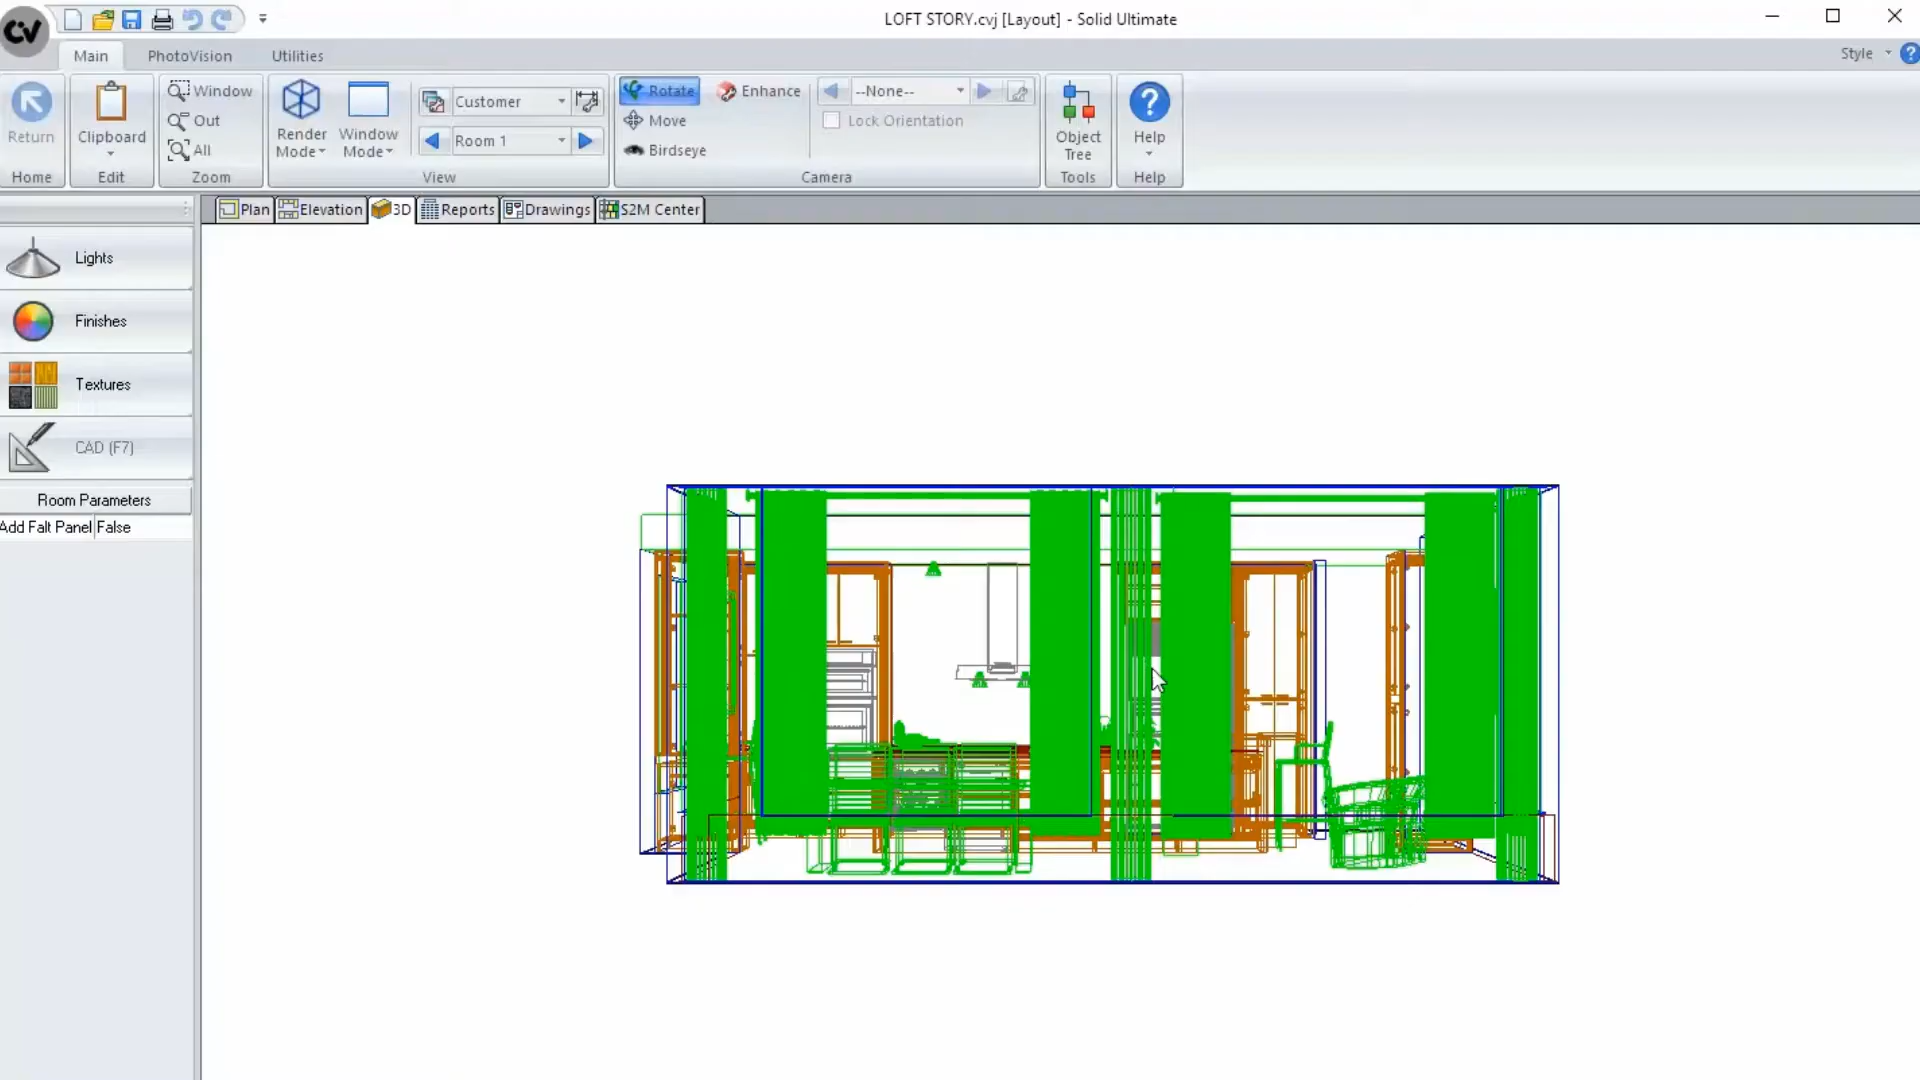 LOFT STORY.cvj [Layout] - Solid Ultimate
CV
Main
PhotoVision
Utilities
Style
Return
Home
Clipboard
Edit
Window
Out
All
Zoom
Render
Mode
Window
Mode
Customer
Room 1
View
Rotate
Move
Birdseye
Enhance
--None--
Lock Orientation
Camera
Object
Tree
Tools
Help
Help
Plan
Elevation
3D
Reports
Drawings
S2M Center
Lights
Finishes
Textures
CAD (F7)
Room Parameters
Add Falt Panel False